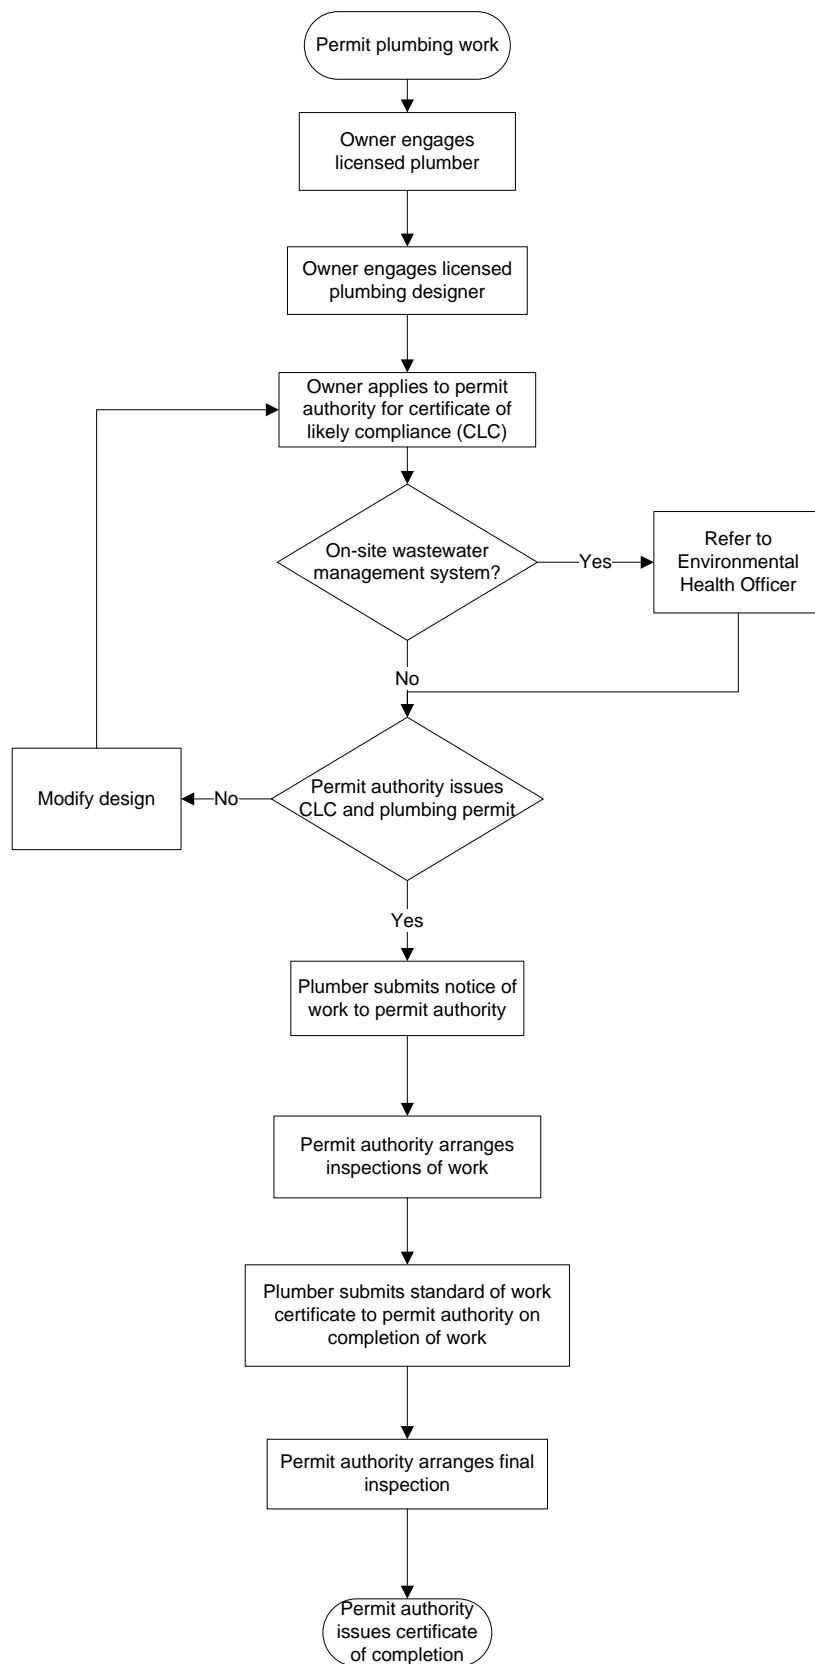 Permit plumbing work
Owner engages
licensed plumber
Owner engages licensed
plumbing designer
Owner applies to permit
authority for certificate of
likely compliance (CLC)
On-site wastewater
management system?
Yes
Refer to
Environmental
Health Officer
No
Permit authority issues
CLC and plumbing permit
No
Modify design
Yes
Plumber submits notice of
work to permit authority
Permit authority arranges
inspections of work
Plumber submits standard of work
certificate to permit authority on
completion of work
Permit authority arranges final
inspection
Permit authority
issues certificate
of completion